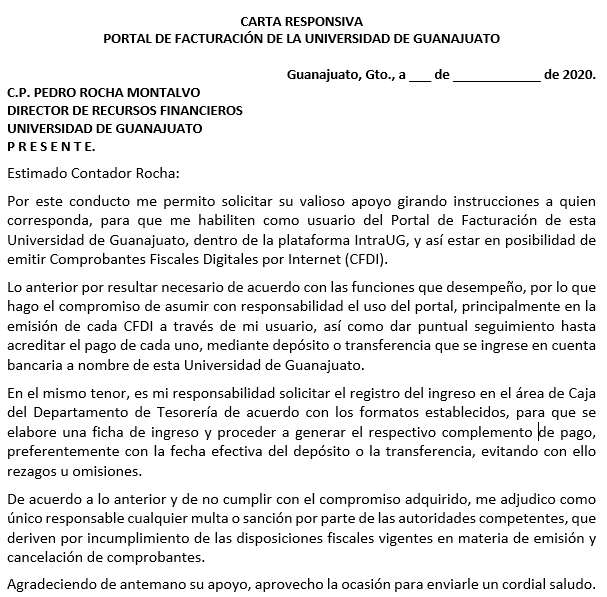 CARTA RESPONSIVA
PORTAL DE FACTURACIÓN DE LA UNIVERSIDAD DE GUANAJUATO
Guanajuato, Gto., a ___ de ____________ de 2020.
C.P. PEDRO ROCHA MONTALVO
DIRECTOR DE RECURSOS FINANCIEROS
UNIVERSIDAD DE GUANAJUATO
P R E S E N T E.
Estimado Contador Rocha:
Por este conducto me permito solicitar su valioso apoyo girando instrucciones a quien
corresponda, para que me habiliten como usuario del Portal de Facturación de esta
Universidad de Guanajuato, dentro de la plataforma IntraUG, y así estar en posibilidad de
emitir Comprobantes Fiscales Digitales por Internet (CFDI).
Lo anterior por resultar necesario de acuerdo con las funciones que desempeño, por lo que
hago el compromiso de asumir con responsabilidad el uso del portal, principalmente en la
emisión de cada CFDI a través de mi usuario, así como dar puntual seguimiento hasta
acreditar el pago de cada uno, mediante depósito o transferencia que se ingrese en cuenta
bancaria a nombre de esta Universidad de Guanajuato.
En el mismo tenor, es mi responsabilidad solicitar el registro del ingreso en el área de Caja
del Departamento de Tesorería de acuerdo con los formatos establecidos, para que se
elabore una ficha de ingreso y proceder a generar el respectivo complemento de pago,
preferentemente con la fecha efectiva del depósito o la transferencia, evitando con ello
rezagos u omisiones.
De acuerdo a lo anterior y de no cumplir con el compromiso adquirido, me adjudico como
único responsable cualquier multa o sanción por parte de las autoridades competentes, que
deriven por incumplimiento de las disposiciones fiscales vigentes en materia de emisión y
cancelación de comprobantes.
Agradeciendo de antemano su apoyo, aprovecho la ocasión para enviarle un cordial saludo.